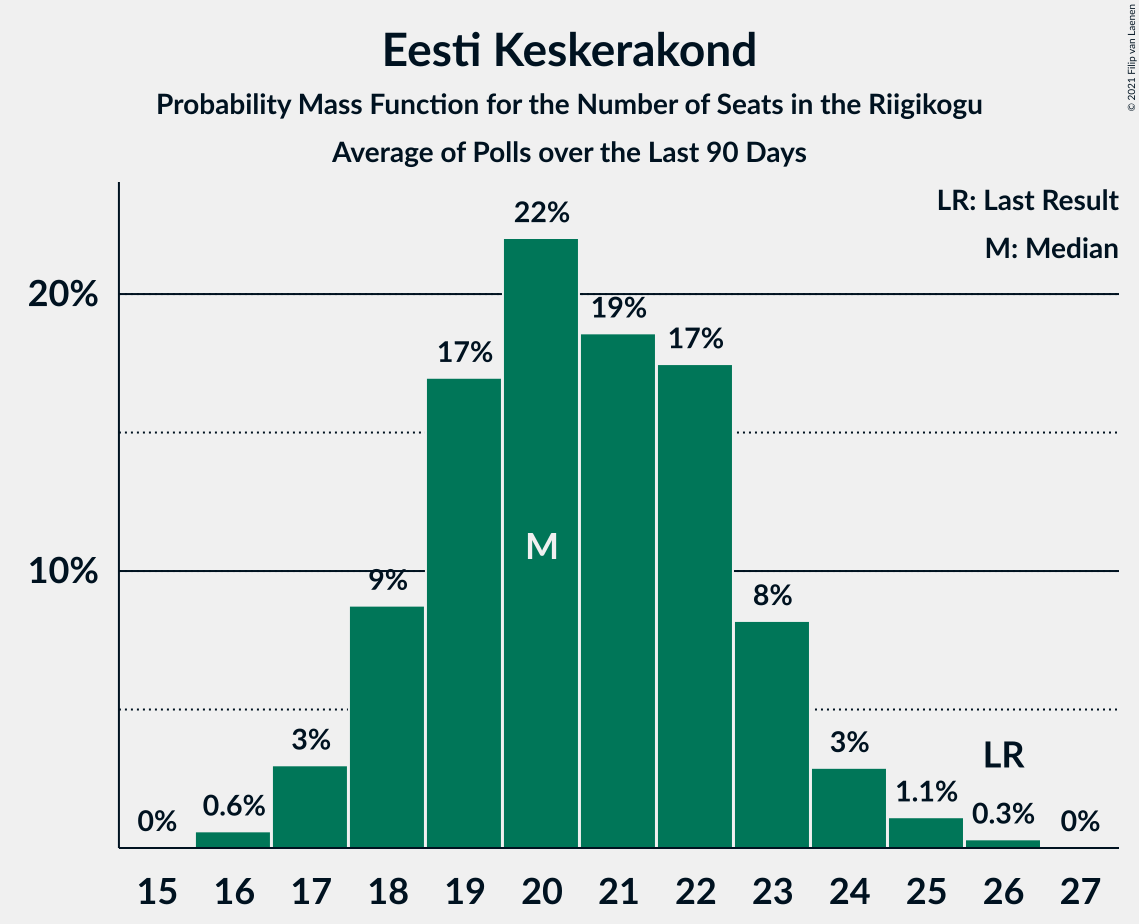 Eesti Keskerakond
Probability Mass Function for the Number of Seats in the Riigikogu
Average of Polls over the Last 90 Days
© 2021 Filip van Laenen
LR: Last Result
M: Median
20%
10%
0%
0.6%
3%
9%
17%
22%
19%
17%
8%
3%
1.1%
0.3%
0%
M
LR
15 16 17 18 19 20 21 22 23 24 25 26 27